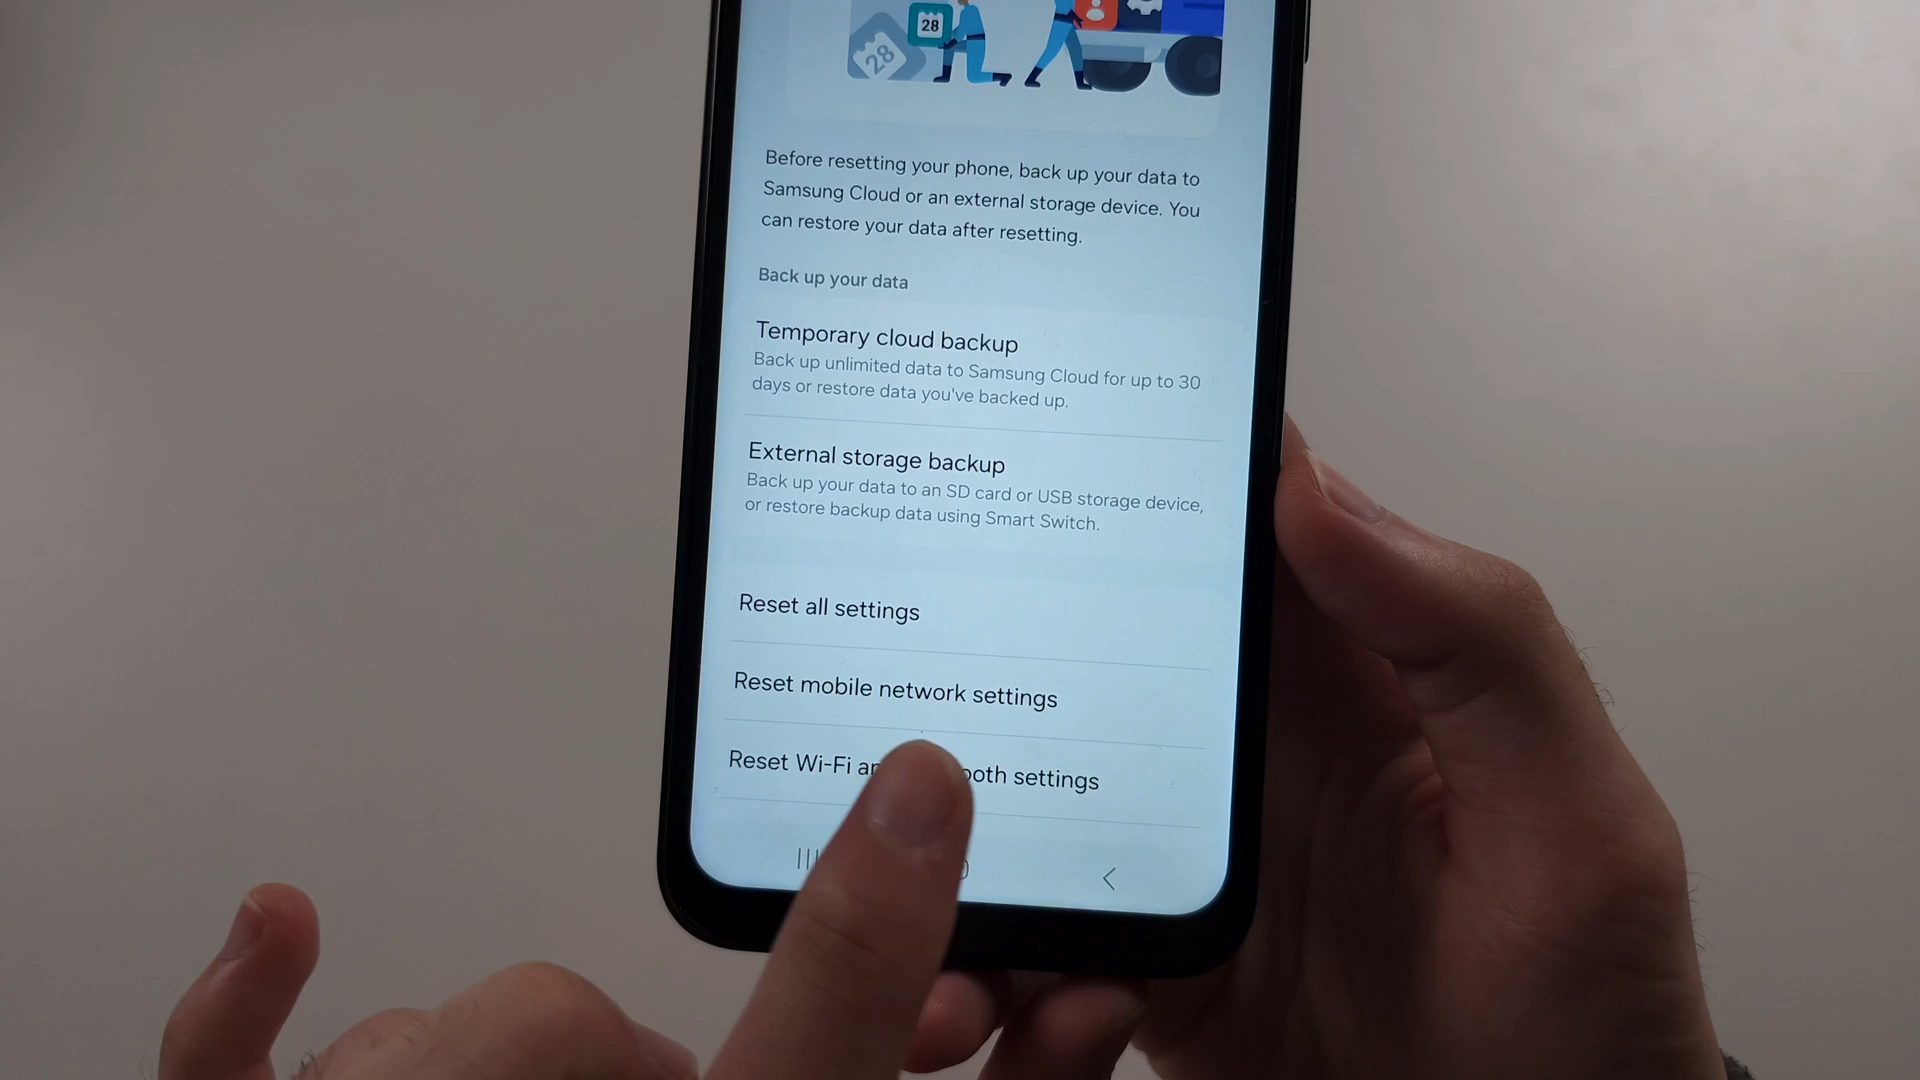 28
28
Before resetting your phone, back up your data to
Samsung Cloud or an external storage device. You
can restore your data after resetting.
Back up your data
Temporary cloud backup
Back up unlimited data to Samsung Cloud for up to 30
days or restore data you've backed up.
External storage backup
Back up your data to an SD card or USB storage device,
or restore backup data using Smart Switch.
Reset all settings
Reset mobile network settings
Reset Wi-Fi settings